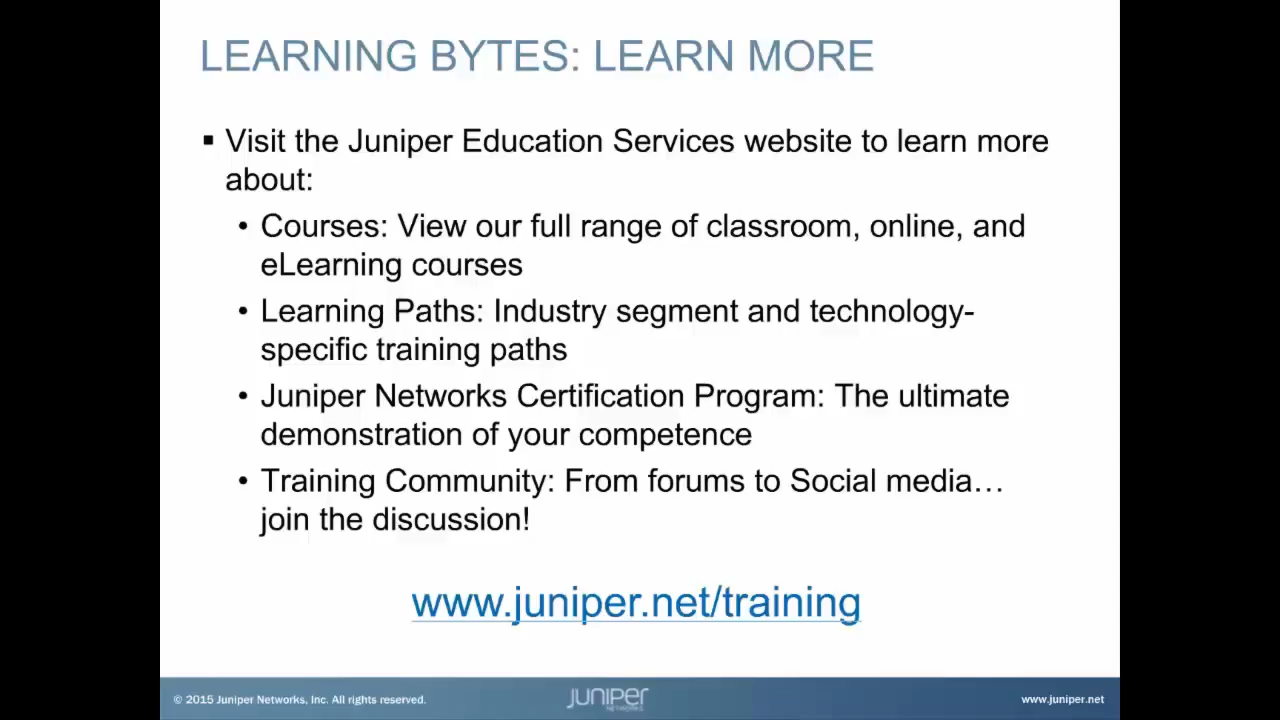 LEARNING BYTES: LEARN MORE
▪ Visit the Juniper Education Services website to learn more
about:
• Courses: View our full range of classroom, online, and
eLearning courses
• Learning Paths: Industry segment and technology-
specific training paths
• Juniper Networks Certification Program: The ultimate
demonstration of your competence
• Training Community: From forums to Social media…
join the discussion!
www.juniper.net/training
© 2015 Juniper Networks, Inc. All rights reserved.
JUNIPER
NETWORKS
www.juniper.net